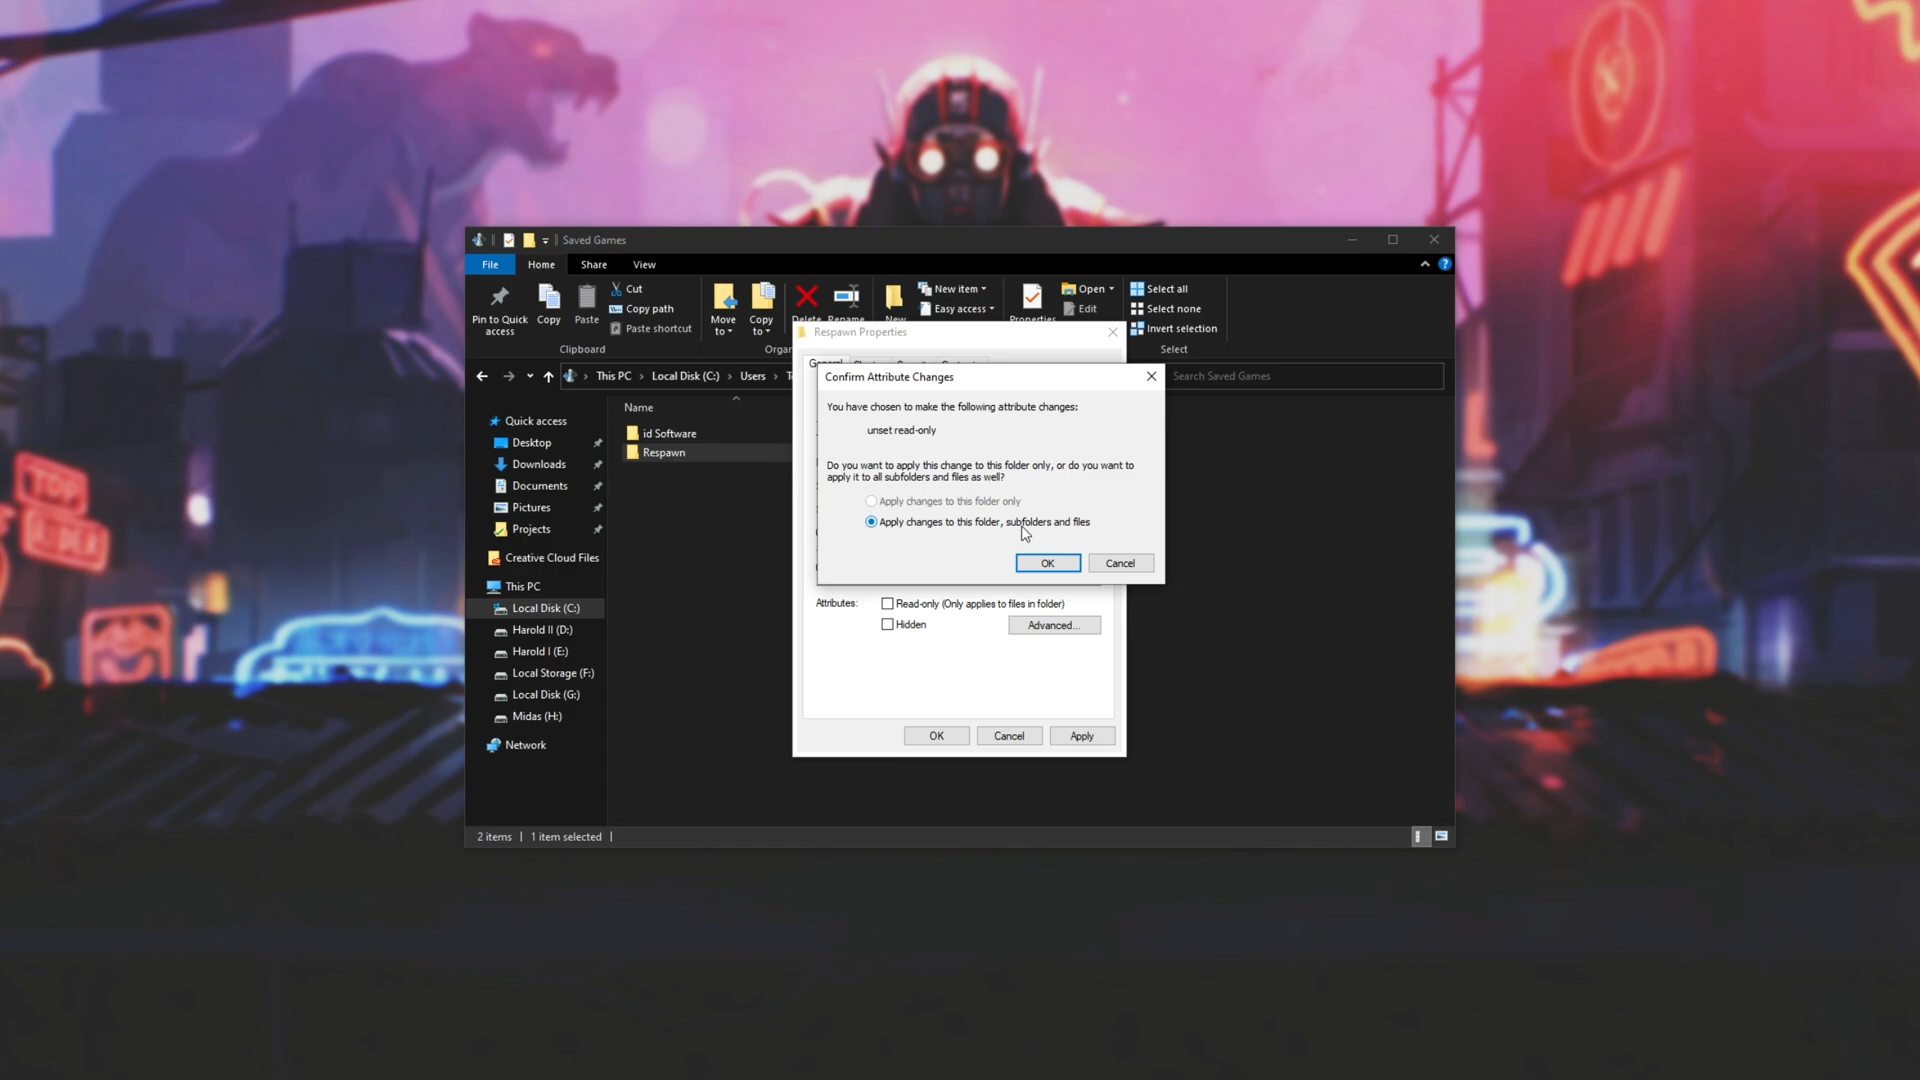 Saved Games
File Home Share View
Pin to Quick access
Copy
Paste
Cut
Copy path
Paste shortcut
Clipboard
Move to
Copy to
Delete
Rename
New
New item
Easy access
Properties
Open
Edit
Select all
Select none
Invert selection
Select
This PC
Local Disk (C:)
Users
Search Saved Games
Quick access
Desktop
Downloads
Documents
Pictures
Projects
Creative Cloud Files
This PC
Local Disk (C:)
Harold II (D:)
Harold I (E:)
Local Storage (F:)
Local Disk (G:)
Midas (H:)
Network
Name
id Software
Respawn
Respawn Properties
General
Confirm Attribute Changes
You have chosen to make the following attribute changes:
unset read-only
Do you want to apply this change to this folder only, or do you want to
apply it to all subfolders and files as well?
Apply changes to this folder only
Apply changes to this folder, subfolders and files
OK Cancel
Attributes:
Read-only (Only applies to files in folder)
Hidden
Advanced...
OK Cancel Apply
2 items
1 item selected
TOP
RIDER